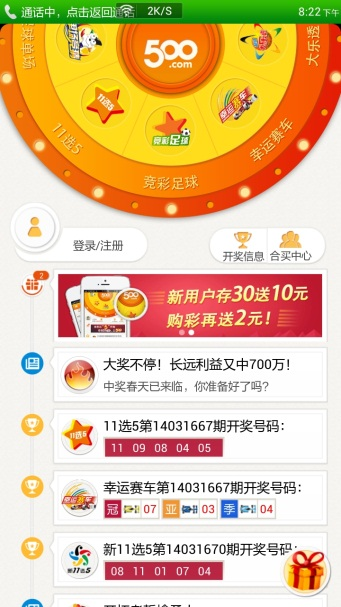 通话中，点击返回通话 2K/S 8:22 下午
500
.com
大乐透
11选5
竞彩足球
幸运赛车
竞彩足球
幸运赛车
登录/注册
开奖信息 合买中心
2
新用户存30送10元
购彩再送2元！
大奖不停！长远利益又中700万！
中奖春天已来临，你准备好了吗？
11选5第14031667期开奖号码：
11 09 08 04 05
幸运赛车第14031667期开奖号码：
幸运赛车 冠 07 亚 03 季 04
新11选5第14031670期开奖号码：
新11选5
08 11 01 07 04